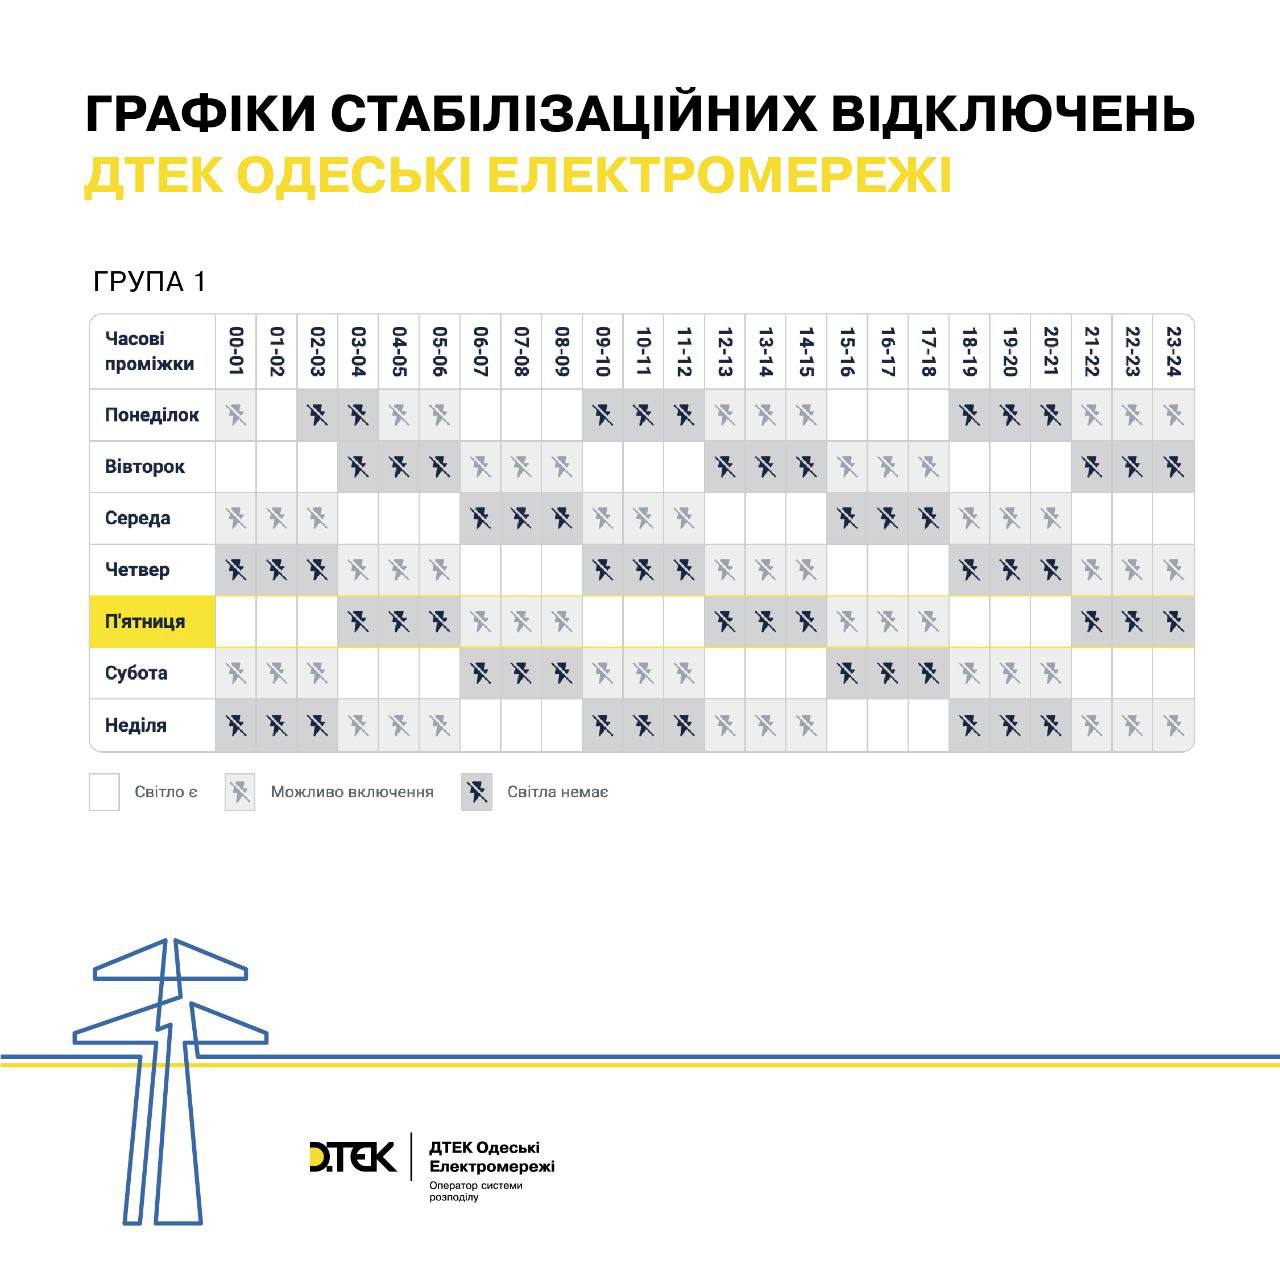 ГРАФІКИ СТАБІЛІЗАЦІЙНИХ ВІДКЛЮЧЕНЬ
ДТЕК ОДЕСЬКІ ЕЛЕКТРОМЕРЕЖІ
ГРУПА 1
Часові
проміжки
00-01 01-02 02-03 03-04 04-05 05-06 06-07 07-08 08-09 09-10 10-11 11-12 12-13 13-14 14-15 15-16 16-17 17-18 18-19 19-20 20-21 21-22 22-23 23-24
Понеділок
Вівторок
Середа
Четвер
П'ятниця
Субота
Неділя
Світло є Можливо включення Світла немає
ДТЕК
ДТЕК Одеські
Електромережі
Оператор системи
розподілу